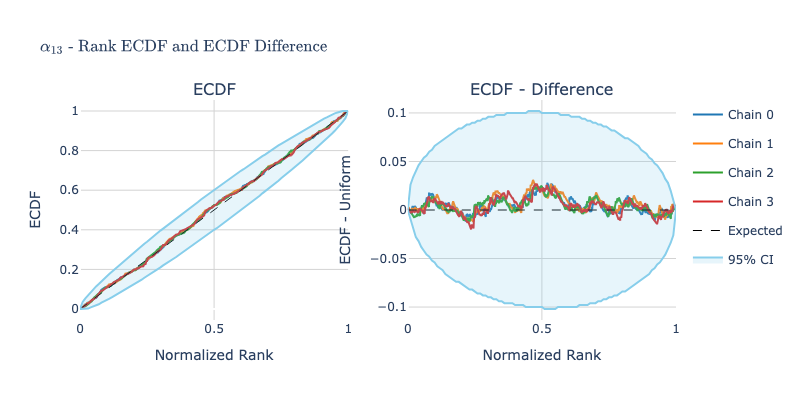 α₁₃ - Rank ECDF and ECDF Difference
ECDF
1
0.8
0.6
0.4
0.2
0
0
0.5
1
ECDF
Normalized Rank
ECDF - Difference
0.1
0.05
0
−0.05
−0.1
0
0.5
1
ECDF - Uniform
Normalized Rank
Chain 0
Chain 1
Chain 2
Chain 3
Expected
95% CI